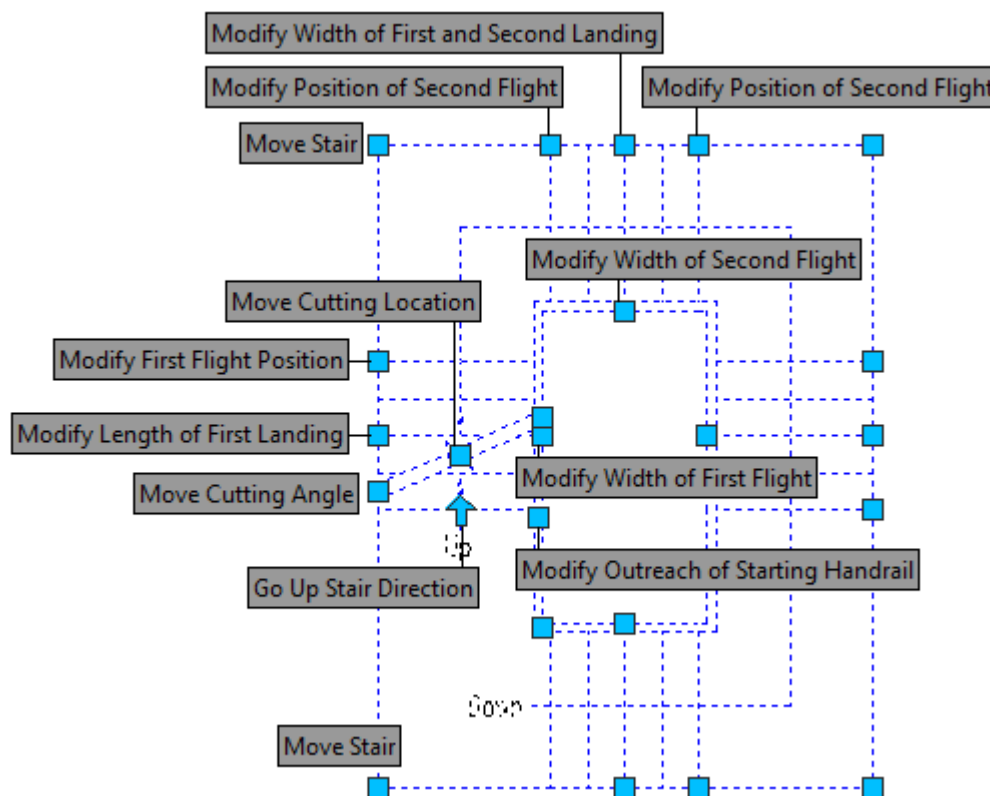 Modify Width of First and Second Landing
Modify Position of Second Flight
Modify Position of Second Flight
Move Stair
Modify Width of Second Flight
Move Cutting Location
Modify First Flight Position
Modify Length of First Landing
Modify Width of First Flight
Move Cutting Angle
Up
Modify Outreach of Starting Handrail
Go Up Stair Direction
Down
Move Stair